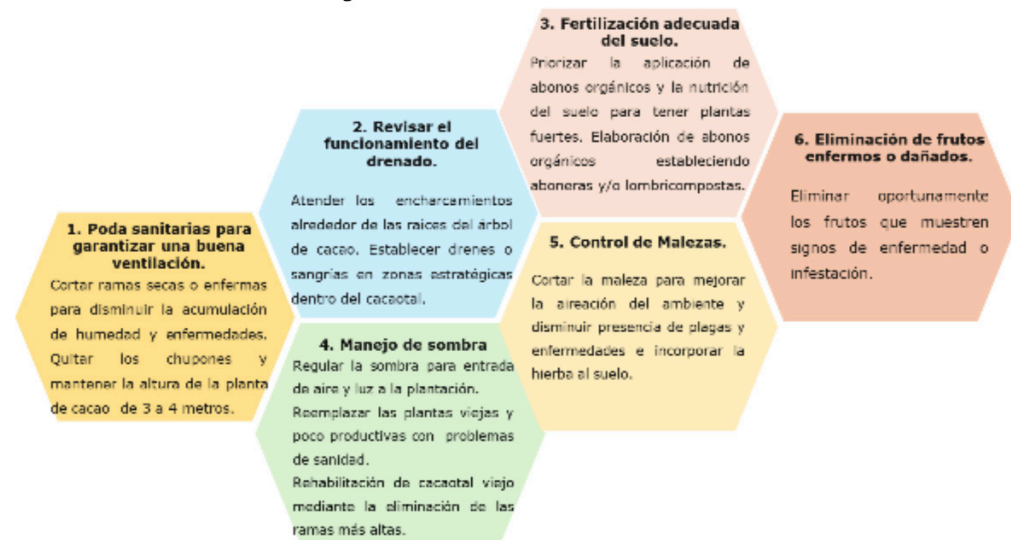 1. Poda sanitarias para
garantizar una buena
ventilación.
Cortar ramas secas o enfermas
para disminuir la acumulación
de humedad y enfermedades.
Quitar los chupones y
mantener la altura de la planta
de cacao de 3 a 4 metros.
2. Revisar el
funcionamiento del
drenado.
Atender los encharcamientos
alrededor de las raíces del árbol
de cacao. Establecer drenes o
sangrías en zonas estratégicas
dentro del cacaotal.
3. Fertilización adecuada
del suelo.
Priorizar la aplicación de
abonos orgánicos y la nutrición
del suelo para tener plantas
fuertes. Elaboración de abonos
orgánicos estableciendo
aboneras y/o lombricompostas.
4. Manejo de sombra
Regular la sombra para entrada
de aire y luz a la plantación.
Reemplazar las plantas viejas y
poco productivas con problemas
de sanidad.
Rehabilitación de cacaotal viejo
mediante la eliminación de las
ramas más altas.
5. Control de Malezas.
Cortar la maleza para mejorar
la aireación del ambiente y
disminuir presencia de plagas y
enfermedades e incorporar la
hierba al suelo.
6. Eliminación de frutos
enfermos o dañados.
Eliminar oportunamente
los frutos que muestren
signos de enfermedad o
infestación.